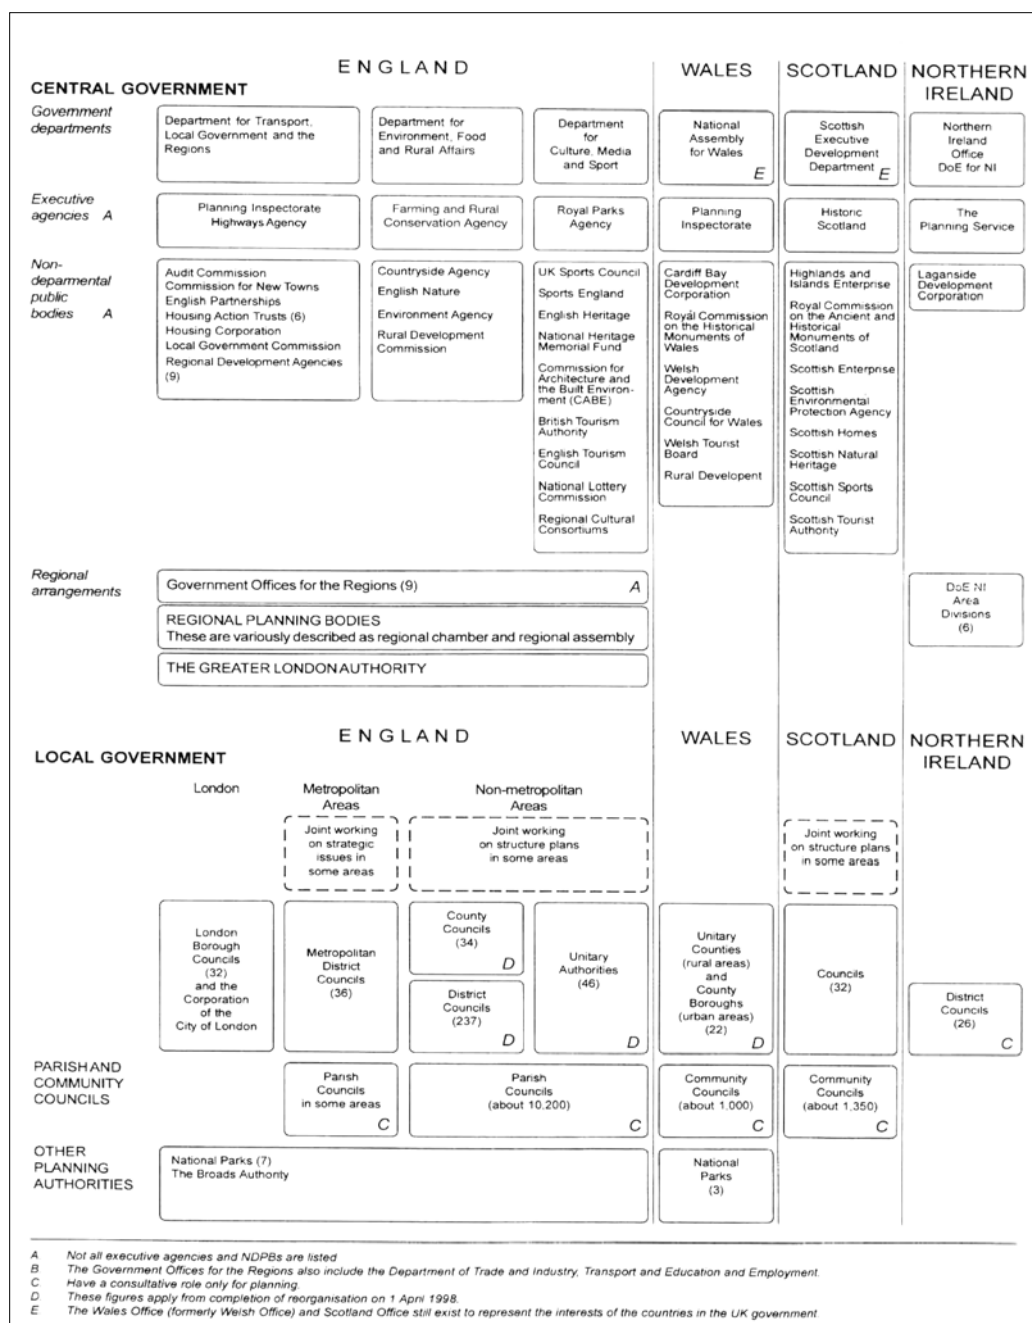 ENGLAND
WALES
SCOTLAND
NORTHERN
IRELAND
CENTRAL GOVERNMENT
Government
departments
Department for Transport,
Local Government and the
Regions
Department for
Environment, Food
and Rural Affairs
Department
for
Culture, Media
and Sport
National
Assembly
for Wales
E
Scottish
Executive
Development
Department E
Northern
Ireland
Office
DoE for NI
Executive
agencies A
Planning Inspectorate
Highways Agency
Farming and Rural
Conservation Agency
Royal Parks
Agency
Planning
Inspectorate
Historic
Scotland
The
Planning Service
Non-
deparmental
public
bodies A
Audit Commission
Commission for New Towns
English Partnerships
Housing Action Trusts (6)
Housing Corporation
Local Government Commission
Regional Development Agencies
(9)
Countryside Agency
English Nature
Environment Agency
Rural Development
Commission
UK Sports Council
Sports England
English Heritage
National Heritage
Memorial Fund
Commission for
Architecture and
the Built Environ-
ment (CABE)
British Tourism
Authority
English Tourism
Council
National Lottery
Commission
Regional Cultural
Consortiums
Cardiff Bay
Development
Corporation
Royal Commission
on the Historical
Monuments of
Wales
Welsh
Development
Agency
Countryside
Council for Wales
Welsh Tourist
Board
Rural Developent
Highlands and
Islands Enterprise
Royal Commission
on the Ancient and
Historical
Monuments of
Scotland
Scottish Enterprise
Scottish
Environmental
Protection Agency
Scottish Homes
Scottish Natural
Heritage
Scottish Sports
Council
Scottish Tourist
Authority
Laganside
Development
Corporation
Regional
arrangements
Government Offices for the Regions (9) A
REGIONAL PLANNING BODIES
These are variously described as regional chamber and regional assembly
THE GREATER LONDON AUTHORITY
DoE NI
Area
Divisions
(6)
ENGLAND
WALES
SCOTLAND
NORTHERN
IRELAND
LOCAL GOVERNMENT
London
Metropolitan
Areas
Non-metropolitan
Areas
Joint working
on strategic
issues in
some areas
Joint working
on structure plans
in some areas
Joint working
on structure plans
in some areas
London
Borough
Councils
(32)
and the
Corporation
of the
City of London
Metropolitan
District
Councils
(36)
County
Councils
(34)
D
District
Councils
(237)
D
Unitary
Authorities
(46)
D
Unitary
Counties
(rural areas)
and
County
Boroughs
(urban areas)
(22)
D
Councils
(32)
District
Councils
(26)
C
PARISH AND
COMMUNITY
COUNCILS
Parish
Councils
in some areas
C
Parish
Councils
(about 10,200)
C
Community
Councils
(about 1,000)
C
Community
Councils
(about 1,350)
C
OTHER
PLANNING
AUTHORITIES
National Parks (7)
The Broads Authority
National
Parks
(3)
A Not all executive agencies and NDPBs are listed
B The Government Offices for the Regions also include the Department of Trade and Industry, Transport and Education and Employment.
C Have a consultative role only for planning.
D These figures apply from completion of reorganisation on 1 April 1998.
E The Wales Office (formerly Welsh Office) and Scotland Office still exist to represent the interests of the countries in the UK government